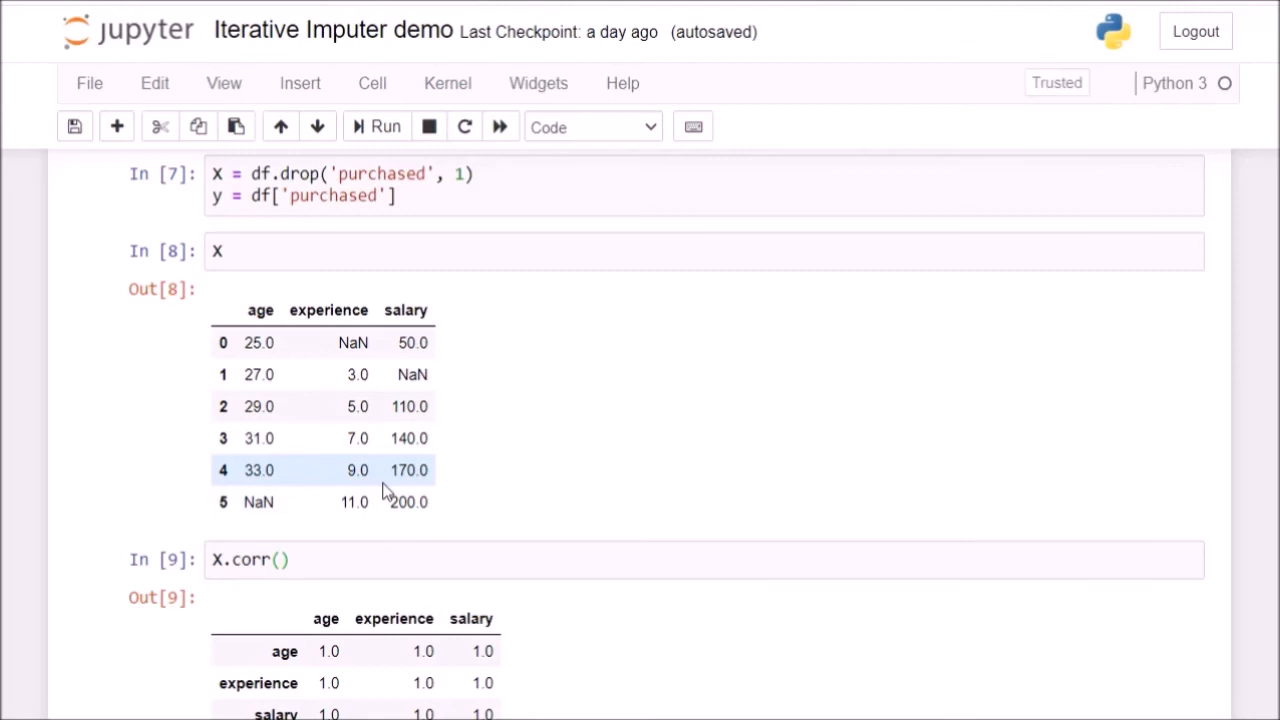 jupyter Iterative Imputer demo Last Checkpoint: a day ago (autosaved) Logout
File Edit View Insert Cell Kernel Widgets Help Trusted Python 3
Run Code
In [7]: X = df.drop('purchased', 1)
y = df['purchased']
In [8]: X
Out[8]:
age experience salary
0 25.0 NaN 50.0
1 27.0 3.0 NaN
2 29.0 5.0 110.0
3 31.0 7.0 140.0
4 33.0 9.0 170.0
5 NaN 11.0 200.0
In [9]: X.corr()
Out[9]:
age experience salary
age 1.0 1.0 1.0
experience 1.0 1.0 1.0
salary 1.0 1.0 1.0